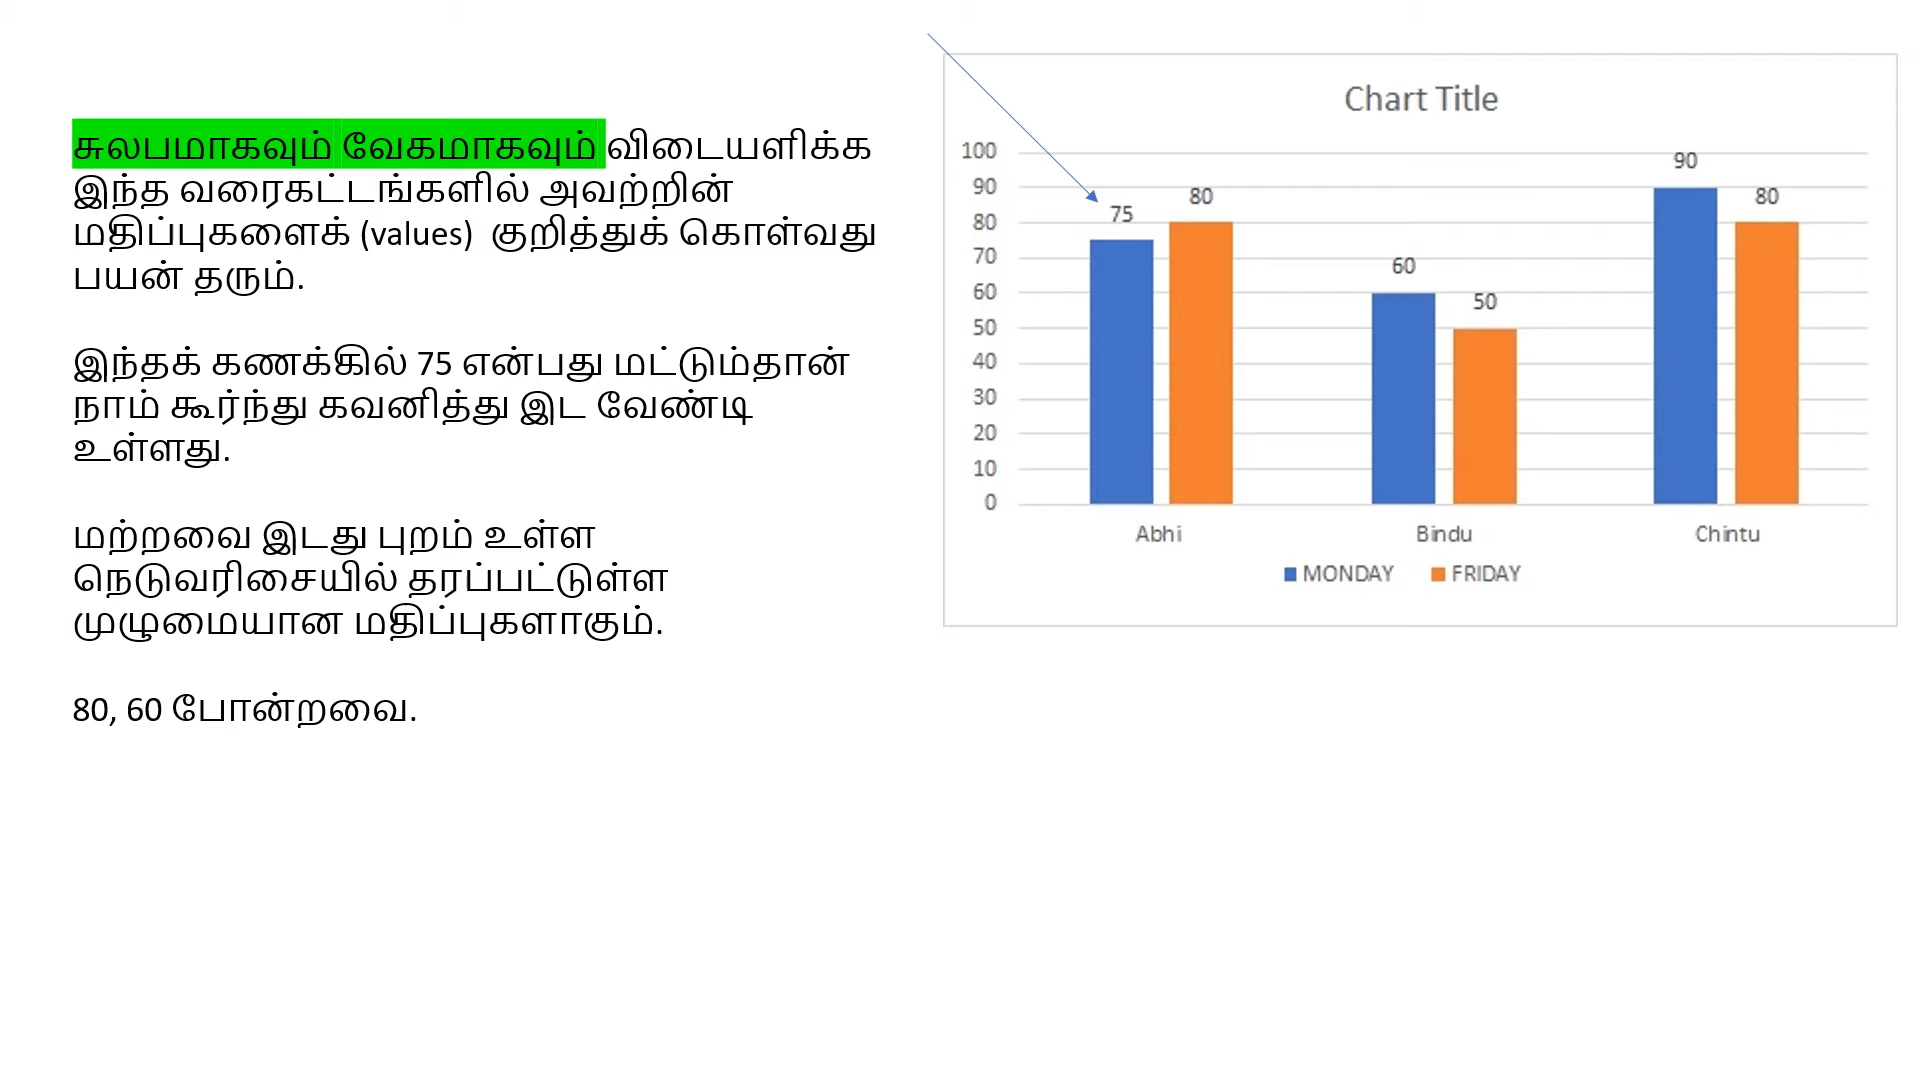 சுலபமாகவும் வேகமாகவும் விடையளிக்க
இந்த வரைகட்டங்களில் அவற்றின்
மதிப்புகளைக் (values) குறித்துக் கொள்வது
பயன் தரும்.
இந்தக் கணக்கில் 75 என்பது மட்டும்தான்
நாம் கூர்ந்து கவனித்து இட வேண்டி
உள்ளது.
மற்றவை இடது புறம் உள்ள
நெடுவரிசையில் தரப்பட்டுள்ள
முழுமையான மதிப்புகளாகும்.
80, 60 போன்றவை.
Chart Title
100
90
80
70
60
50
40
30
20
10
0
75
80
60
50
90
80
Abhi
Bindu
Chintu
MONDAY
FRIDAY